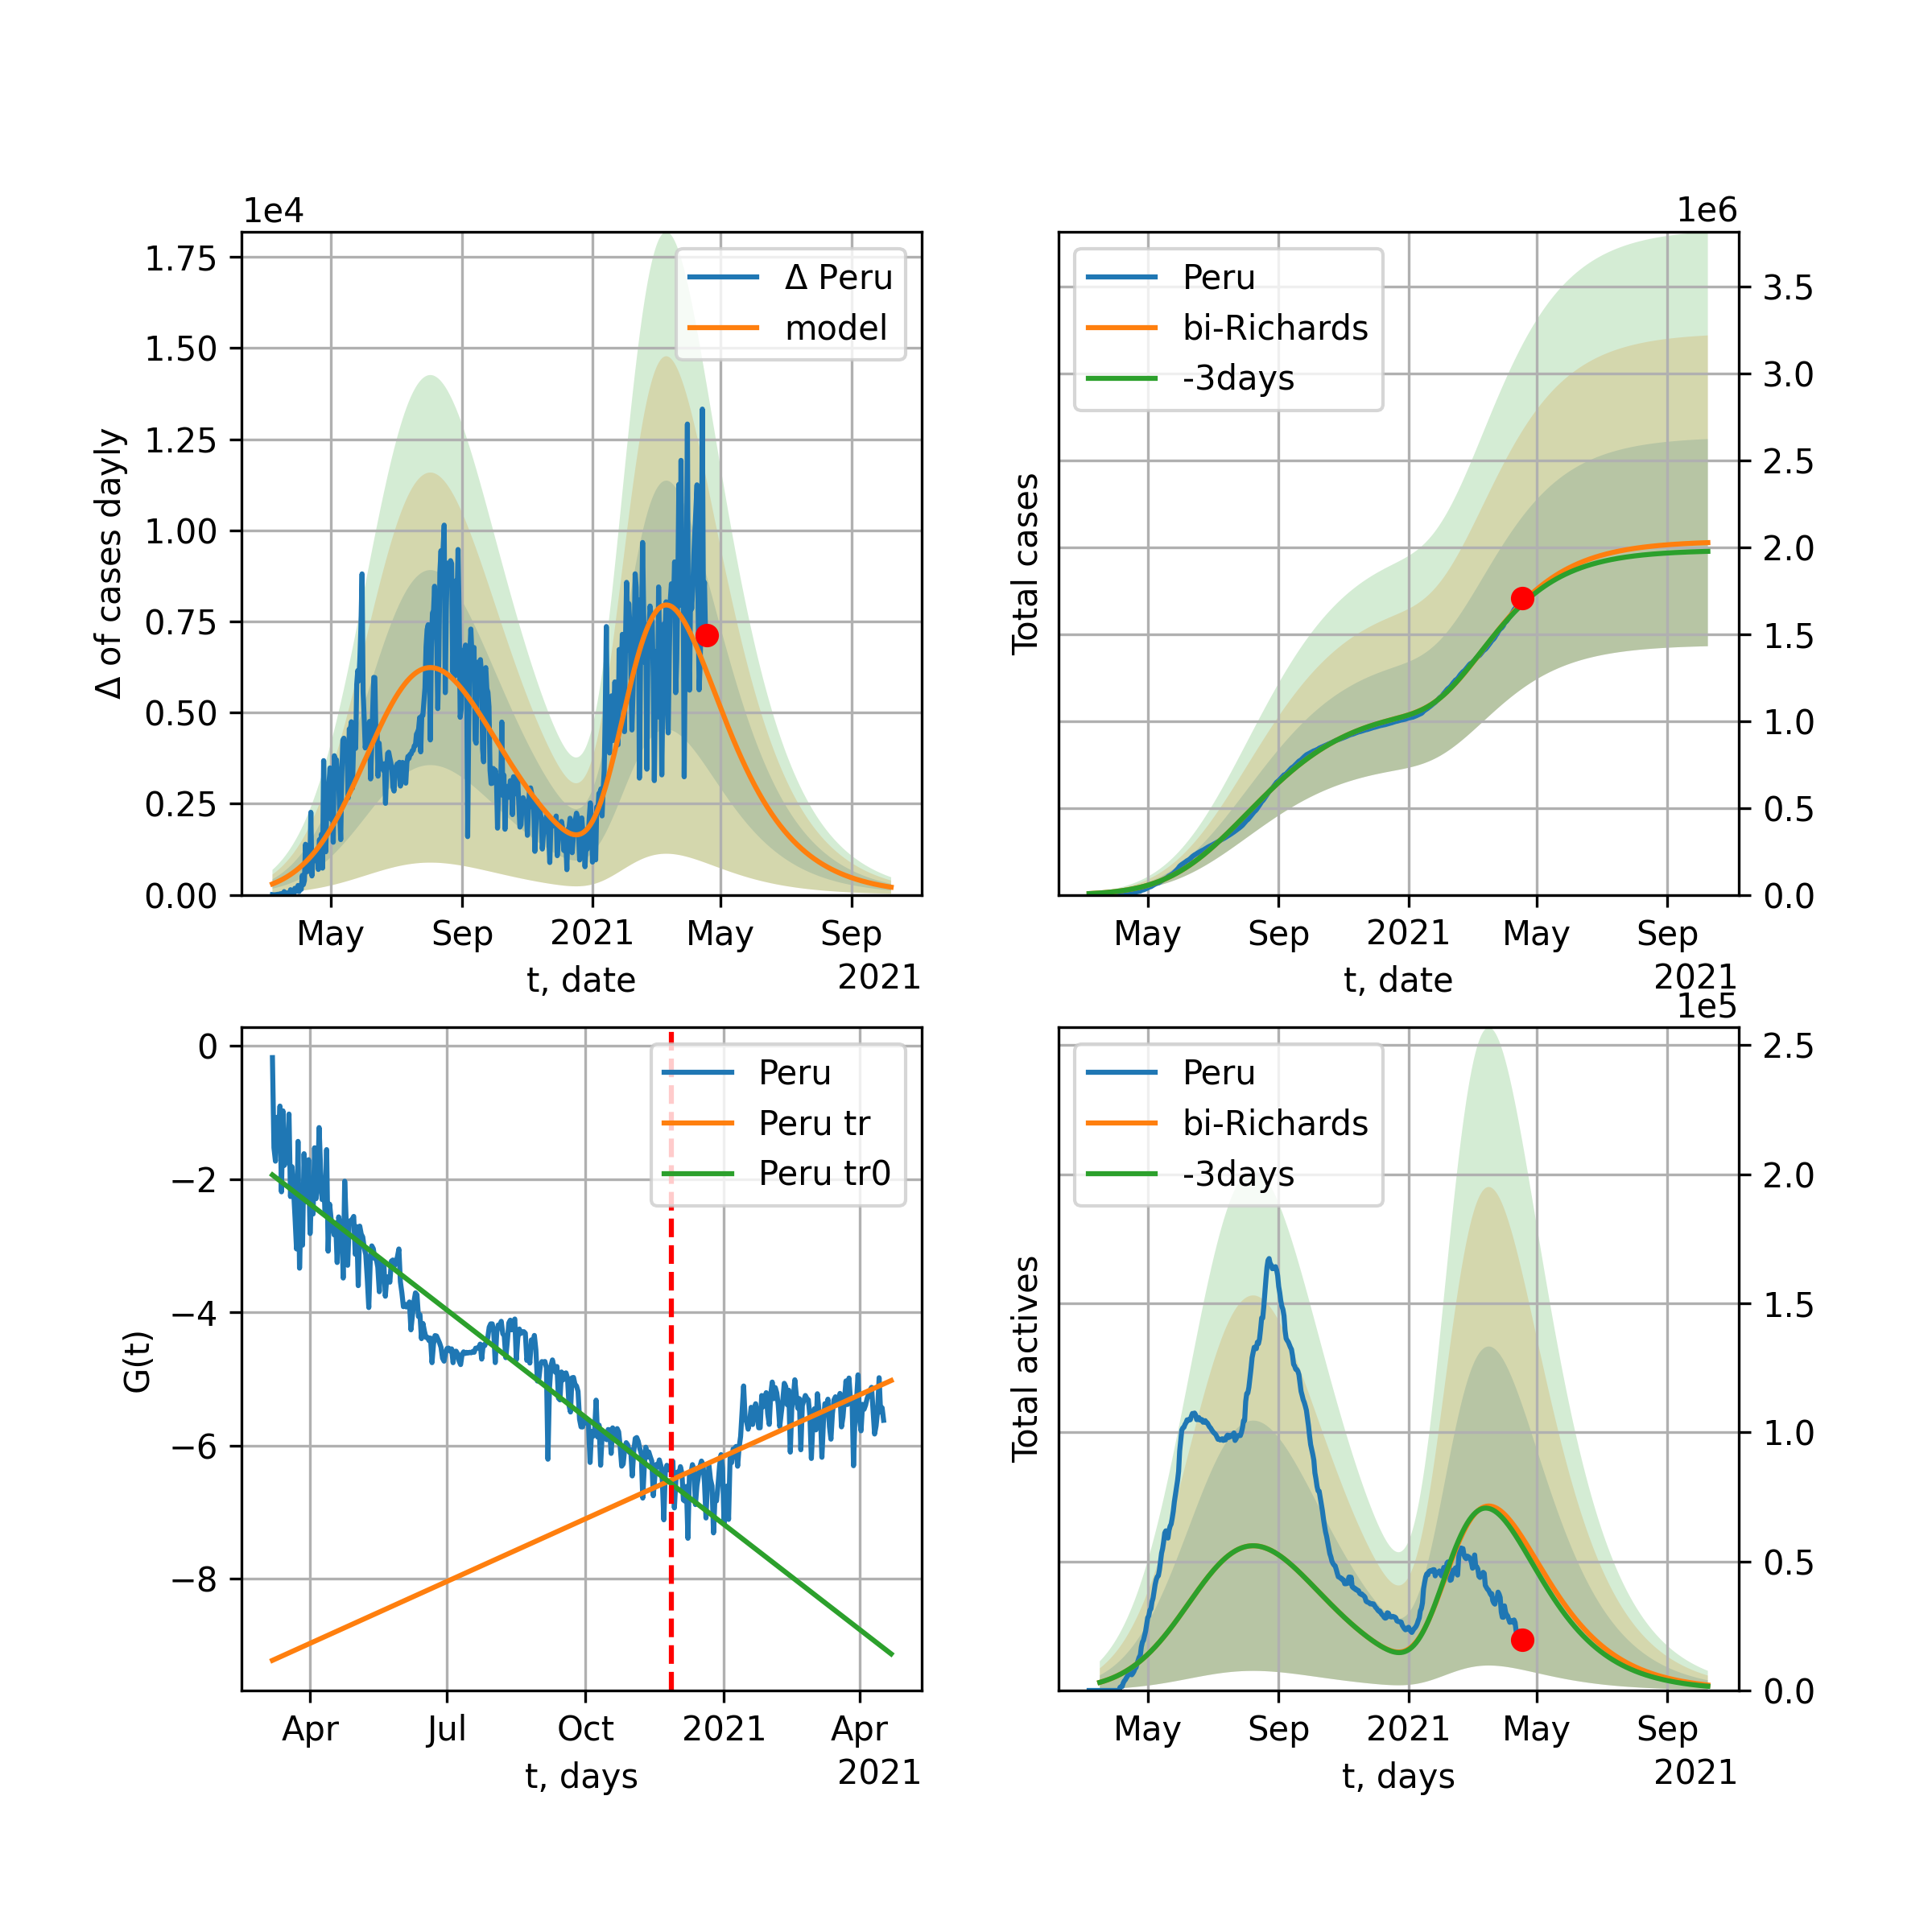 1e4
1.75
1.50
1.25
1.00
0.75
0.50
0.25
0.00
Δ of cases dayly
Δ Peru
model
May Sep 2021 May Sep
t, date
2021
1e6
3.5
3.0
2.5
2.0
1.5
1.0
0.5
0.0
Total cases
Peru
bi-Richards
-3days
May Sep 2021 May Sep
t, date
2021
0
−2
−4
−6
−8
G(t)
Peru
Peru tr
Peru tr0
Apr Jul Oct 2021 Apr
t, days
2021
1e5
2.5
2.0
1.5
1.0
0.5
0.0
Total actives
Peru
bi-Richards
-3days
May Sep 2021 May Sep
t, days
2021